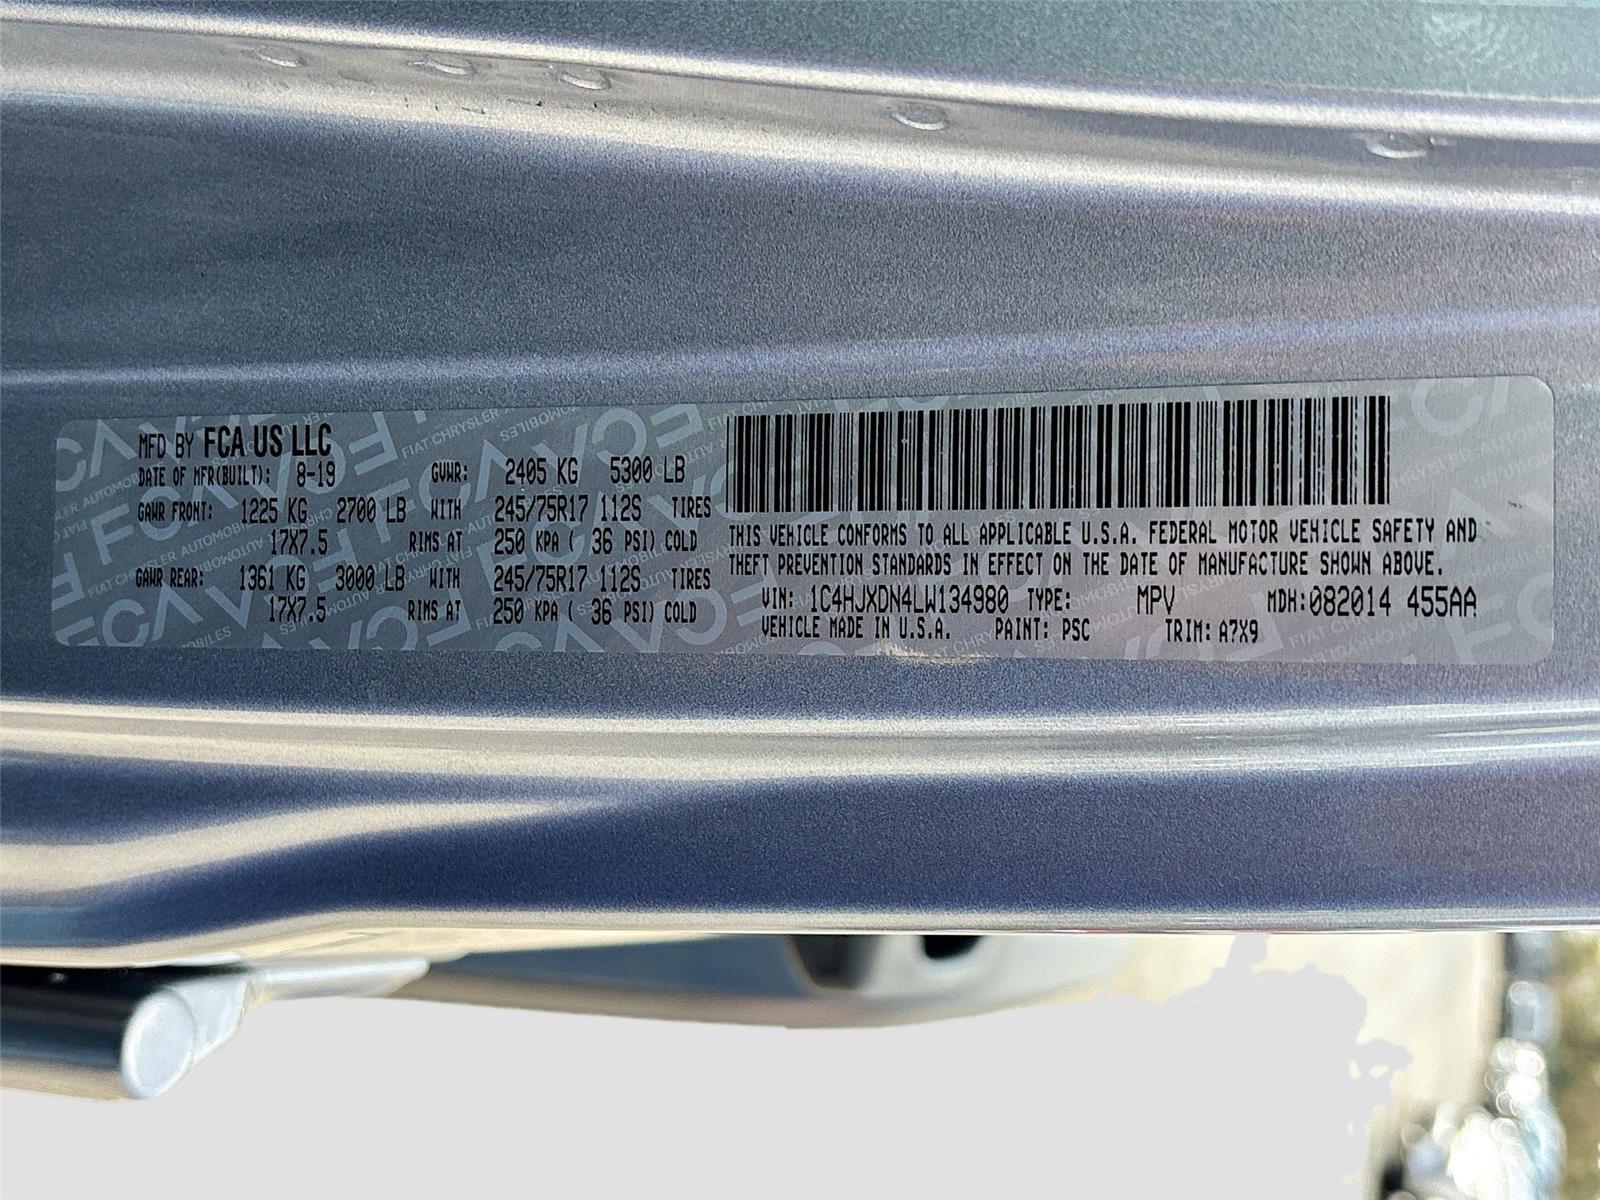 MFD BY FCA US LLC
DATE OF MFR(BUILT): 8-19 GVWR: 2405 KG 5300 LB
GAWR FRONT: 1225 KG 2700 LB WITH 245/75R17 112S TIRES
17X7.5 RIMS AT 250 KPA ( 36 PSI) COLD
GAWR REAR: 1361 KG 3000 LB WITH 245/75R17 112S TIRES
17X7.5 RIMS AT 250 KPA ( 36 PSI) COLD
THIS VEHICLE CONFORMS TO ALL APPLICABLE U.S.A. FEDERAL MOTOR VEHICLE SAFETY AND
THEFT PREVENTION STANDARDS IN EFFECT ON THE DATE OF MANUFACTURE SHOWN ABOVE.
VIN: 1C4HJXDN4LW134980 TYPE: MPV MDH:082014 455AA
VEHICLE MADE IN U.S.A. PAINT: PSC TRIM: A7X9